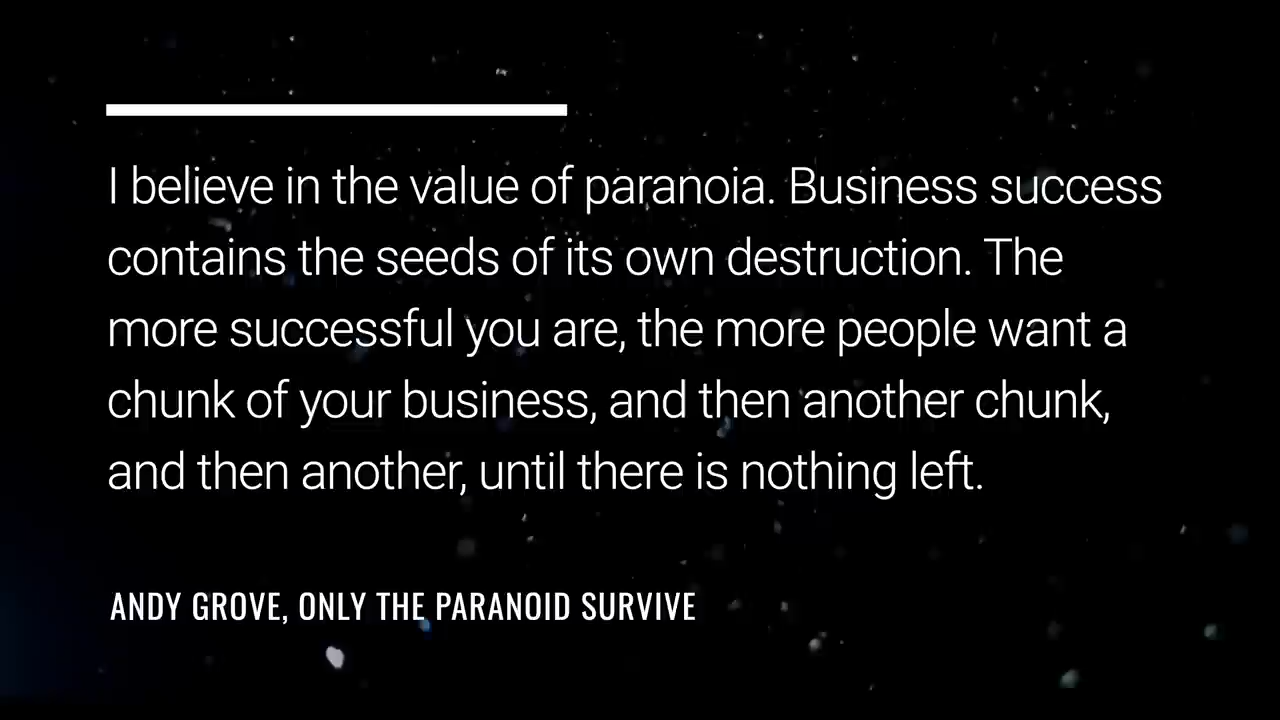 I believe in the value of paranoia. Business success
contains the seeds of its own destruction. The
more successful you are, the more people want a
chunk of your business, and then another chunk,
and then another, until there is nothing left.
ANDY GROVE, ONLY THE PARANOID SURVIVE